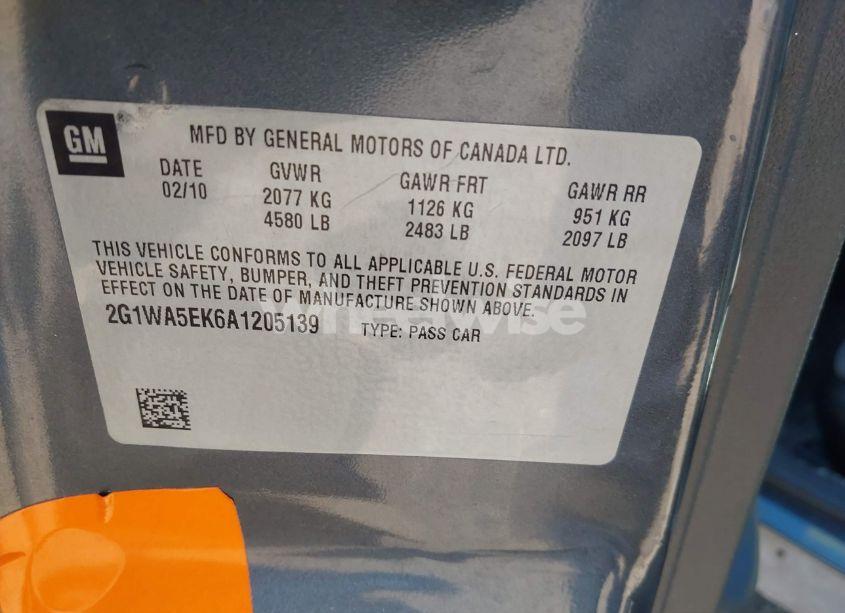 GM
MFD BY GENERAL MOTORS OF CANADA LTD.
DATE GVWR GAWR FRT GAWR RR
02/10 2077 KG 1126 KG 951 KG
4580 LB 2483 LB 2097 LB
THIS VEHICLE CONFORMS TO ALL APPLICABLE U.S. FEDERAL MOTOR
VEHICLE SAFETY, BUMPER, AND THEFT PREVENTION STANDARDS IN
EFFECT ON THE DATE OF MANUFACTURE SHOWN ABOVE.
2G1WA5EK6A1205139 TYPE: PASS CAR